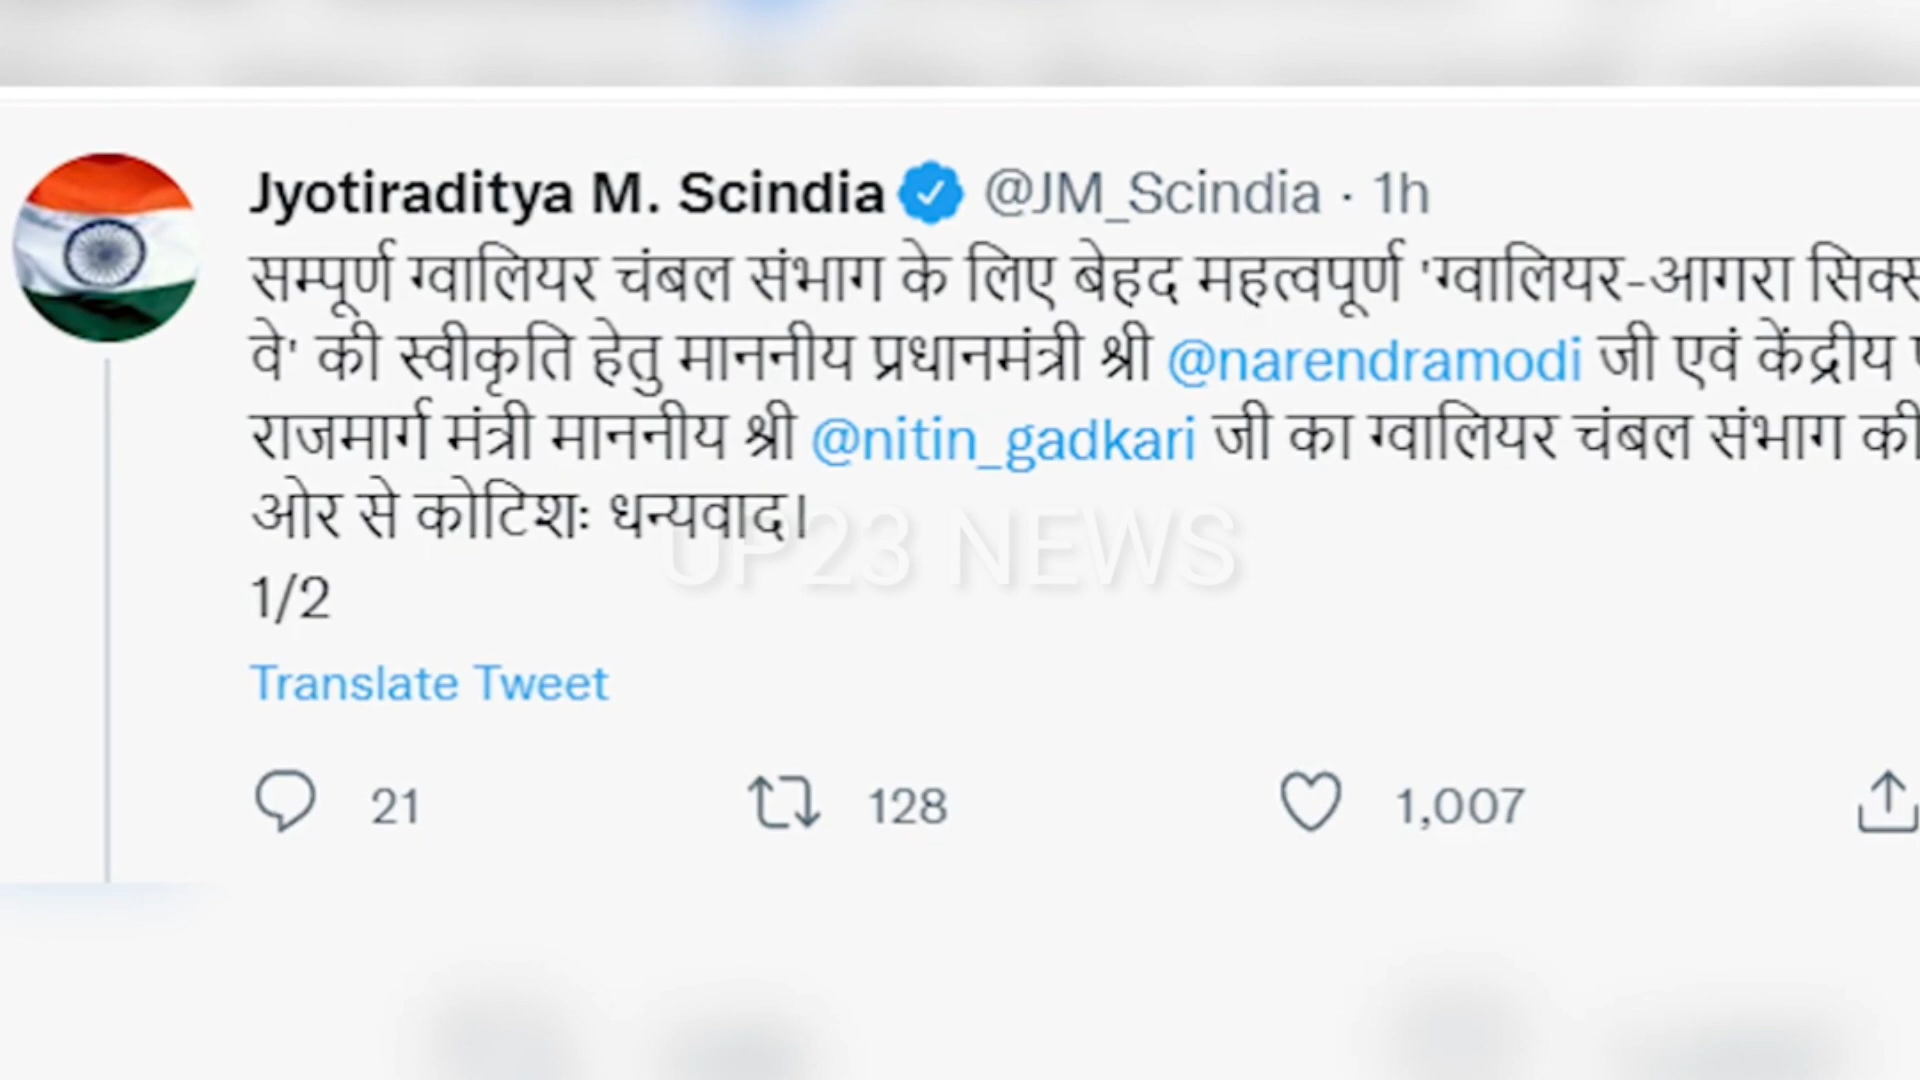 Jyotiraditya M. Scindia @JM_Scindia · 1h
सम्पूर्ण ग्वालियर चंबल संभाग के लिए बेहद महत्वपूर्ण 'ग्वालियर-आगरा सिक्स
वे' की स्वीकृति हेतु माननीय प्रधानमंत्री श्री @narendramodi जी एवं केंद्रीय
राजमार्ग मंत्री माननीय श्री @nitin_gadkari जी का ग्वालियर चंबल संभाग की
ओर से कोटिशः धन्यवाद।
UP23 NEWS
1/2
Translate Tweet
21 128 1,007